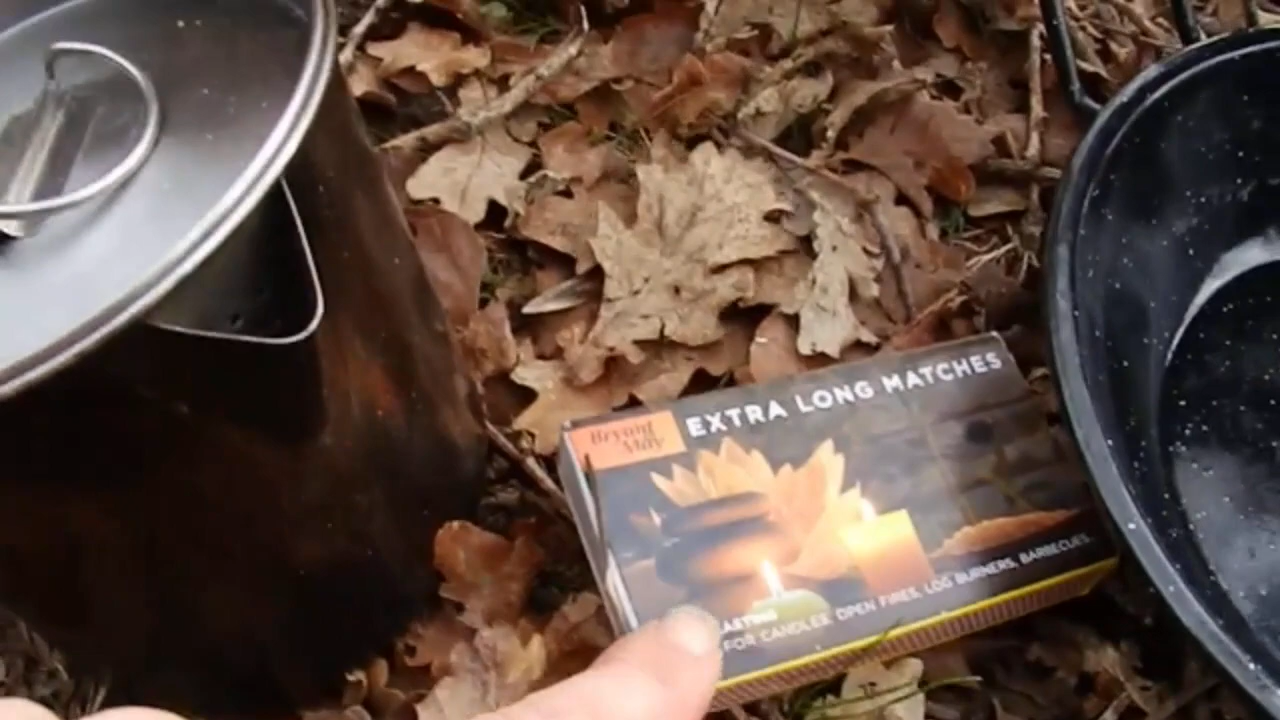 Bryant
May
EXTRA LONG MATCHES
FOR CANDLES, OPEN FIRES, LOG BURNERS, BARBECUES.